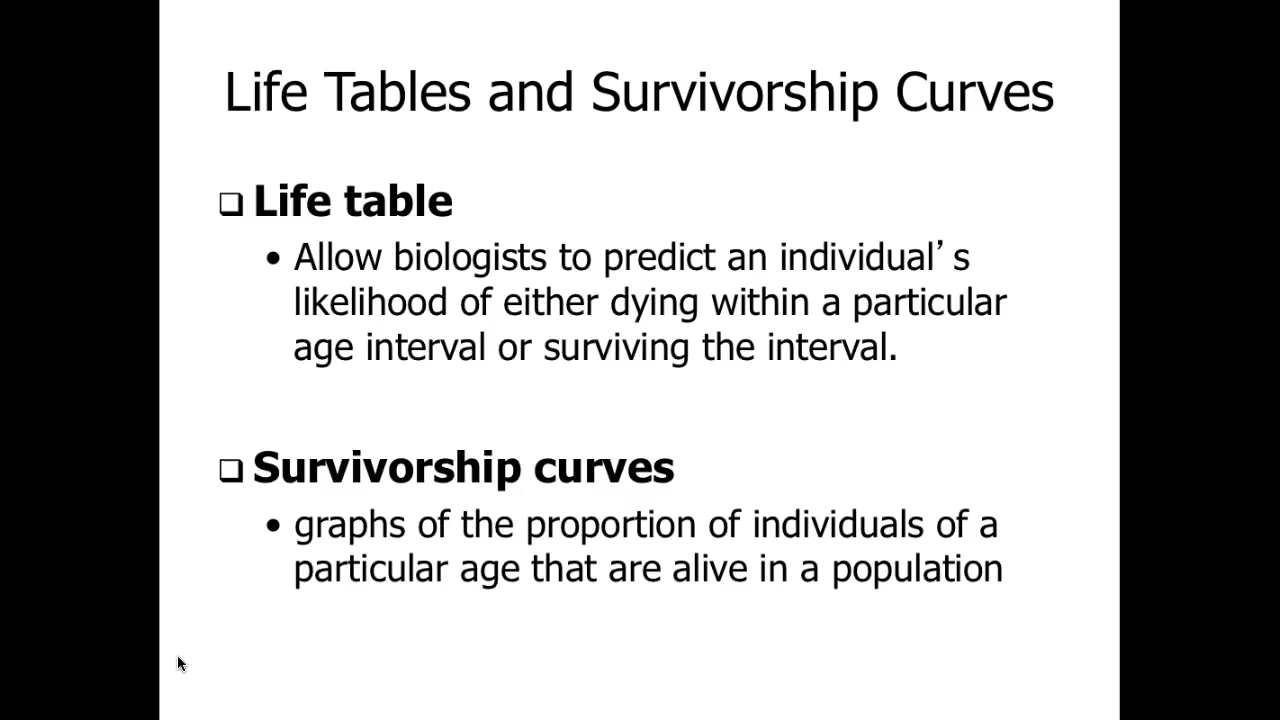 Life Tables and Survivorship Curves
❑ Life table
• Allow biologists to predict an individual’s
likelihood of either dying within a particular
age interval or surviving the interval.
❑ Survivorship curves
• graphs of the proportion of individuals of a
particular age that are alive in a population